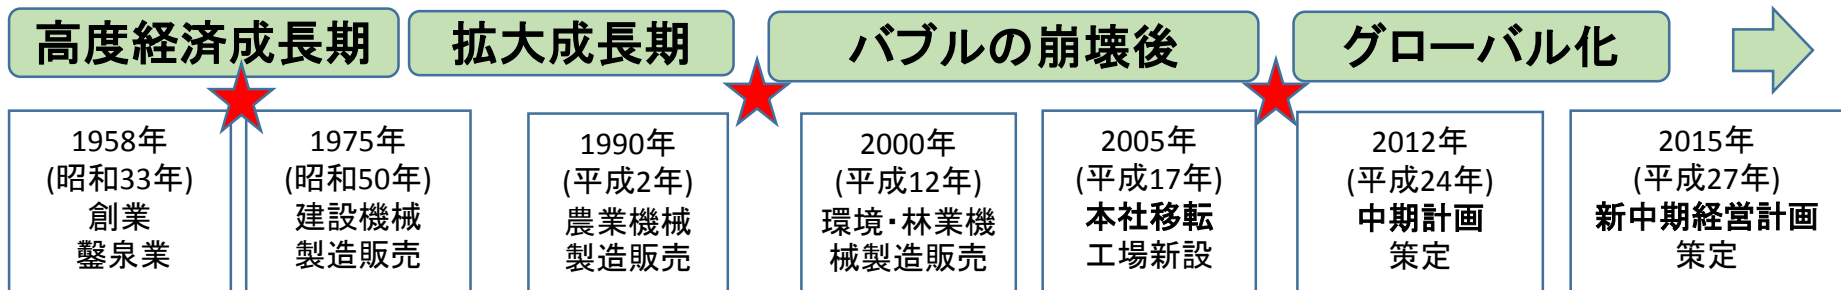 高度経済成長期
拡大成長期
バブルの崩壊後
グローバル化
1958年
(昭和33年)
創業
鑿泉業
1975年
(昭和50年)
建設機械
製造販売
1990年
(平成2年)
農業機械
製造販売
2000年
(平成12年)
環境・林業機
械製造販売
2005年
(平成17年)
本社移転
工場新設
2012年
(平成24年)
中期計画
策定
2015年
(平成27年)
新中期経営計画
策定